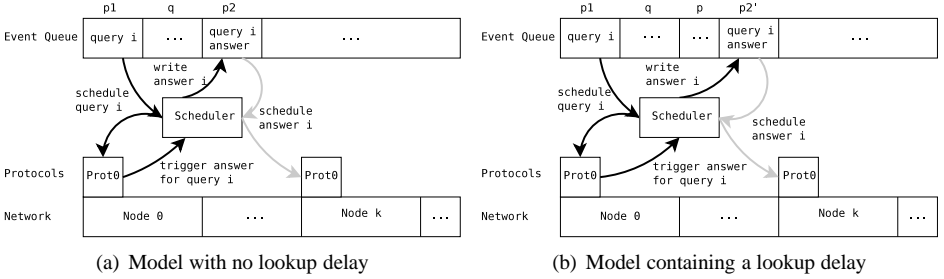 p1 q p2
Event Queue query i ... query i answer ...
write answer i
schedule query i
Scheduler
schedule answer i
trigger answer for query i
Protocols Prot0 Prot0
Network Node 0 ... Node k ...
(a) Model with no lookup delay
p1 q p p2'
Event Queue query i ... ... query i answer ...
write answer i
schedule query i
Scheduler
schedule answer i
trigger answer for query i
Protocols Prot0 Prot0
Network Node 0 ... Node k ...
(b) Model containing a lookup delay